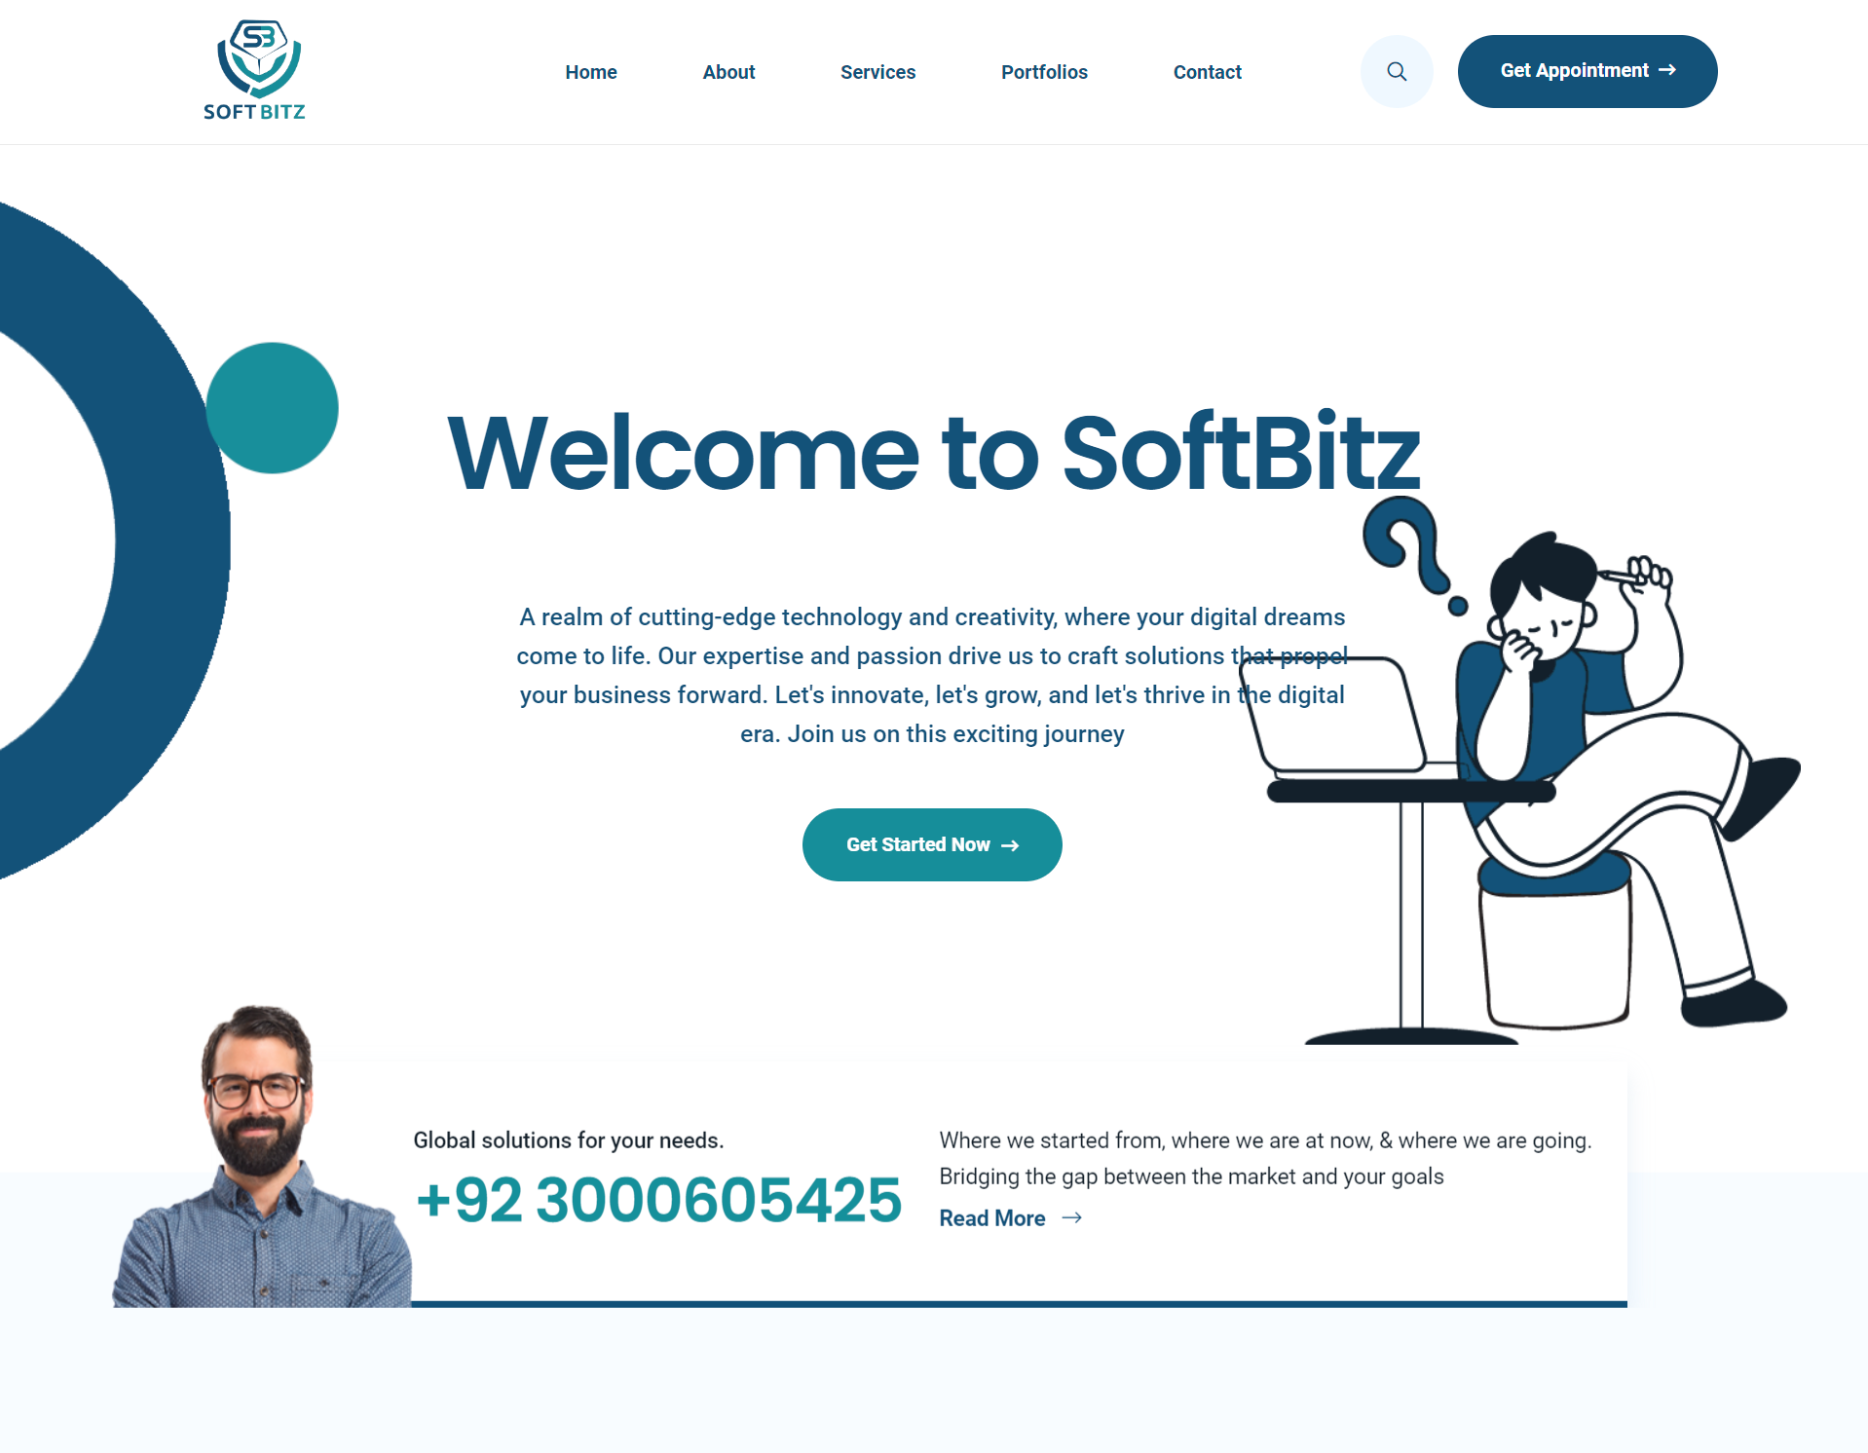 SB
SOFT BITZ
Home
About
Services
Portfolios
Contact
Get Appointment →
Welcome to SoftBitz
?
A realm of cutting-edge technology and creativity, where your digital dreams
come to life. Our expertise and passion drive us to craft solutions that propel
your business forward. Let's innovate, let's grow, and let's thrive in the digital
era. Join us on this exciting journey
Get Started Now →
Global solutions for your needs.
+92 3000605425
Where we started from, where we are at now, & where we are going.
Bridging the gap between the market and your goals
Read More →